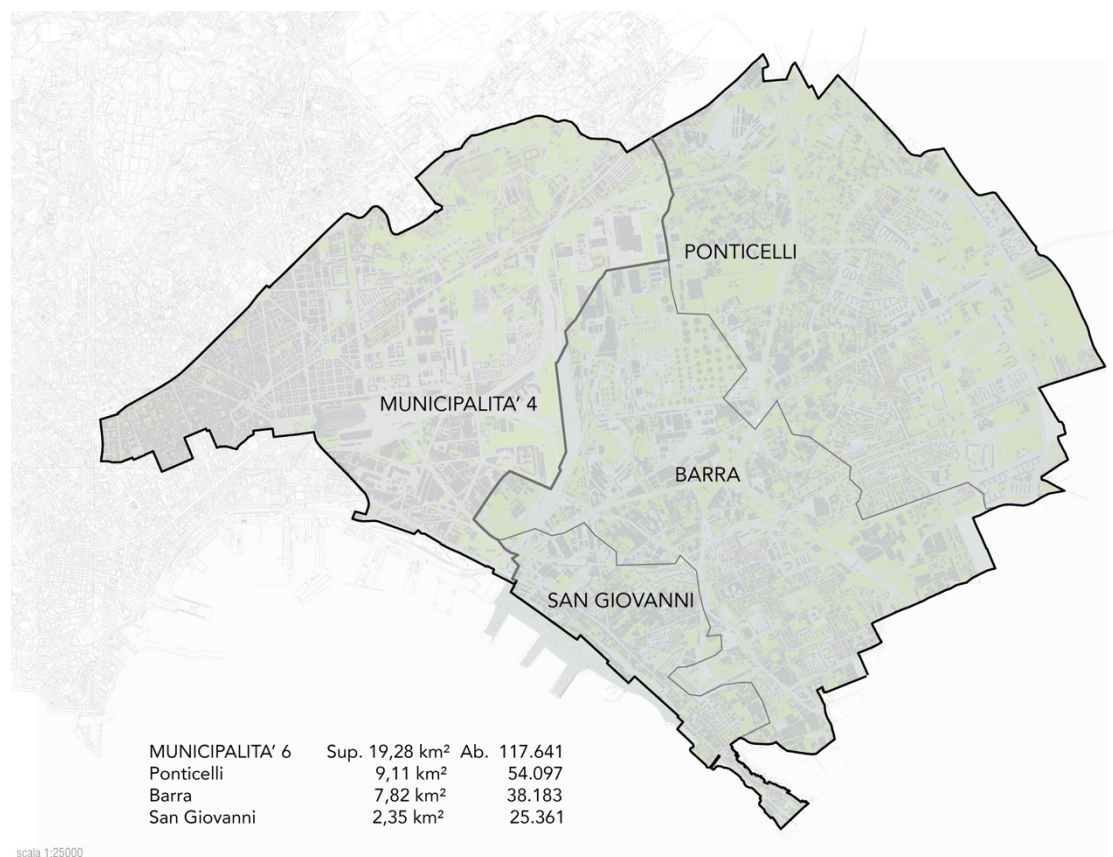 PONTICELLI
MUNICIPALITA' 4
BARRA
SAN GIOVANNI
MUNICIPALITA' 6 Sup. 19,28 km² Ab. 117.641
Ponticelli 9,11 km² 54.097
Barra 7,82 km² 38.183
San Giovanni 2,35 km² 25.361
scala 1:25000